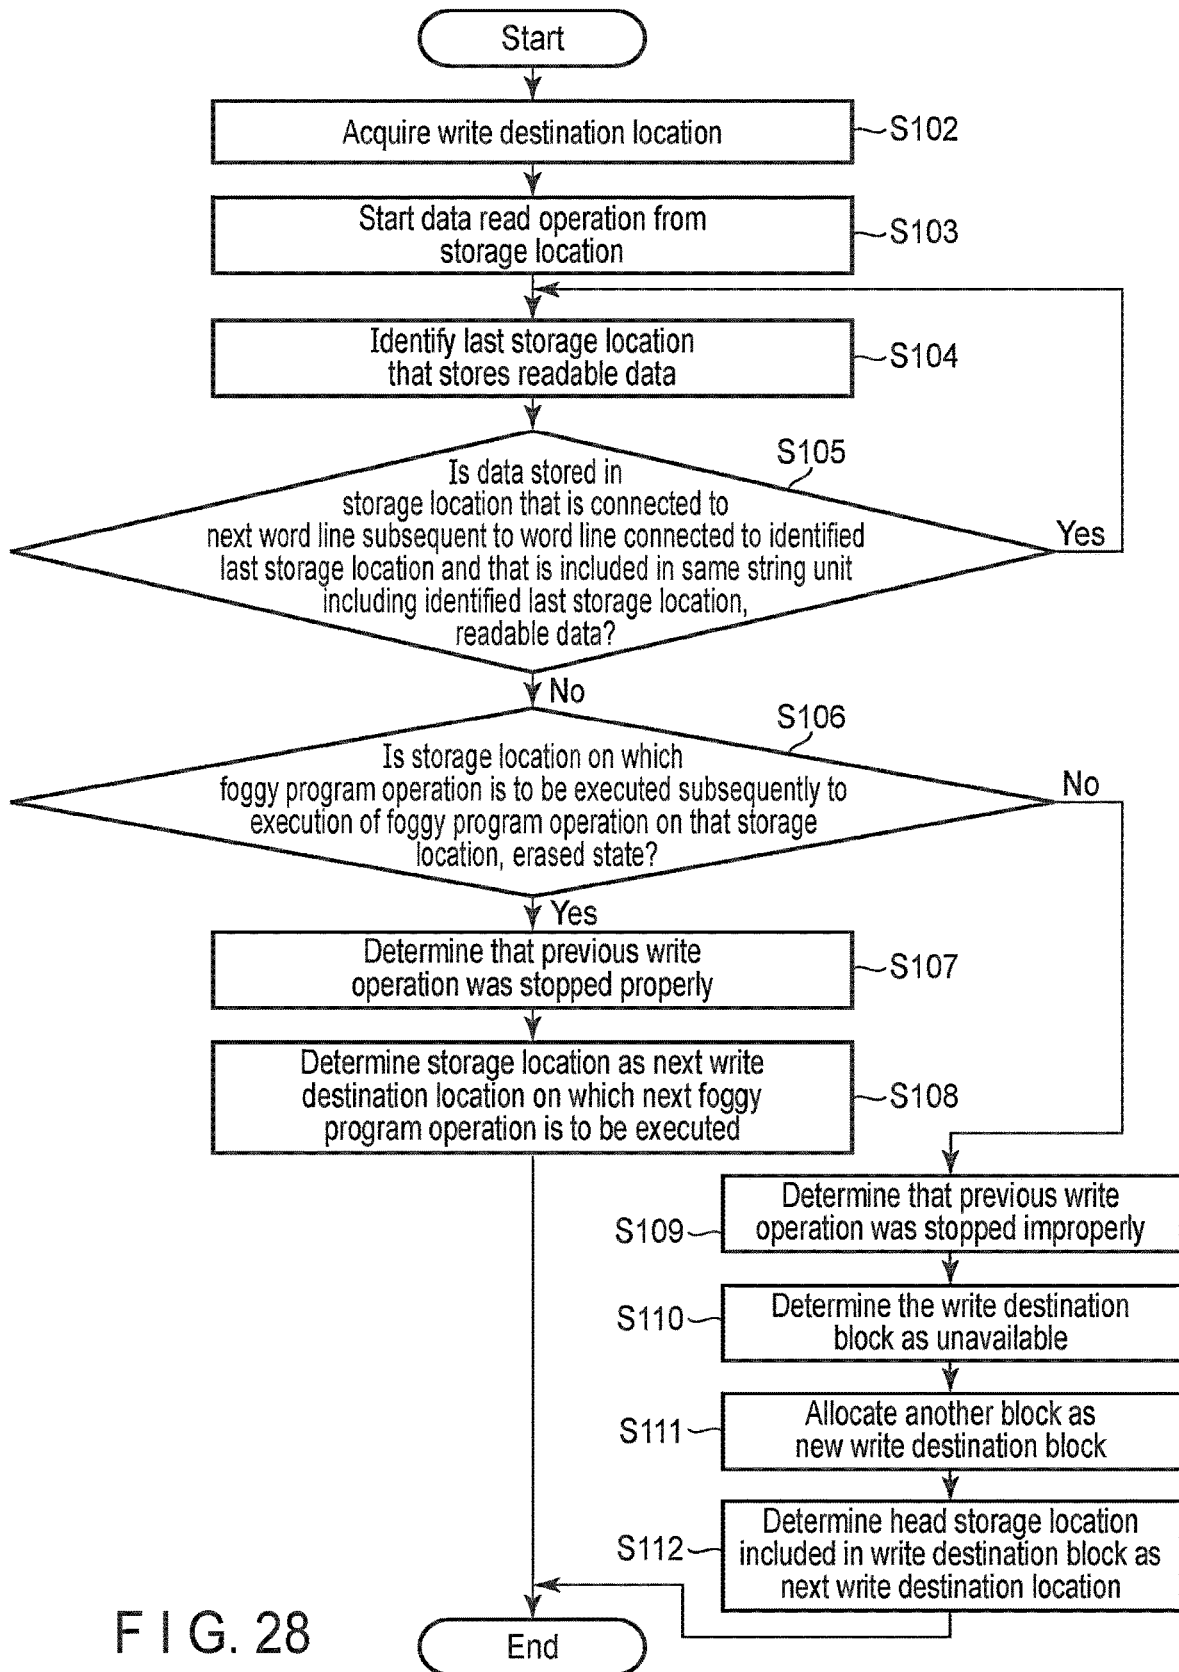 Start
Acquire write destination location
S102
Start data read operation from
storage location
S103
Identify last storage location
that stores readable data
S104
S105
Is data stored in
storage location that is connected to
next word line subsequent to word line connected to identified
last storage location and that is included in same string unit
including identified last storage location,
readable data?
Yes
No
S106
Is storage location on which
foggy program operation is to be executed subsequently to
execution of foggy program operation on that storage
location, erased state?
No
Yes
Determine that previous write
operation was stopped properly
S107
Determine storage location as next write
destination location on which next foggy
program operation is to be executed
S108
Determine that previous write
operation was stopped improperly
S109
Determine the write destination
block as unavailable
S110
Allocate another block as
new write destination block
S111
Determine head storage location
included in write destination block as
next write destination location
S112
End
FIG. 28